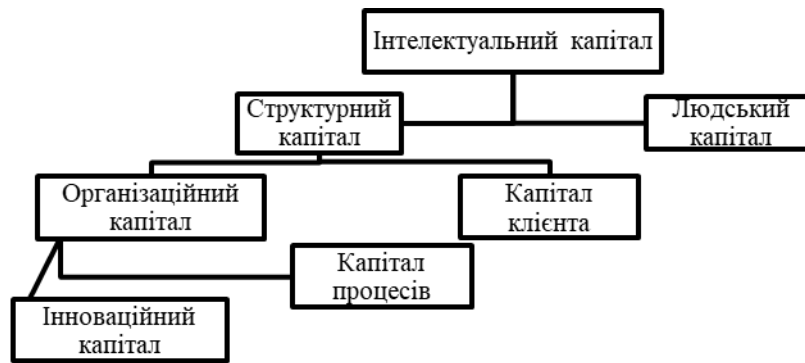 Інтелектуальний капітал
Структурний
капітал
Людський
капітал
Організаційний
капітал
Капітал
клієнта
Капітал
процесів
Інноваційний
капітал